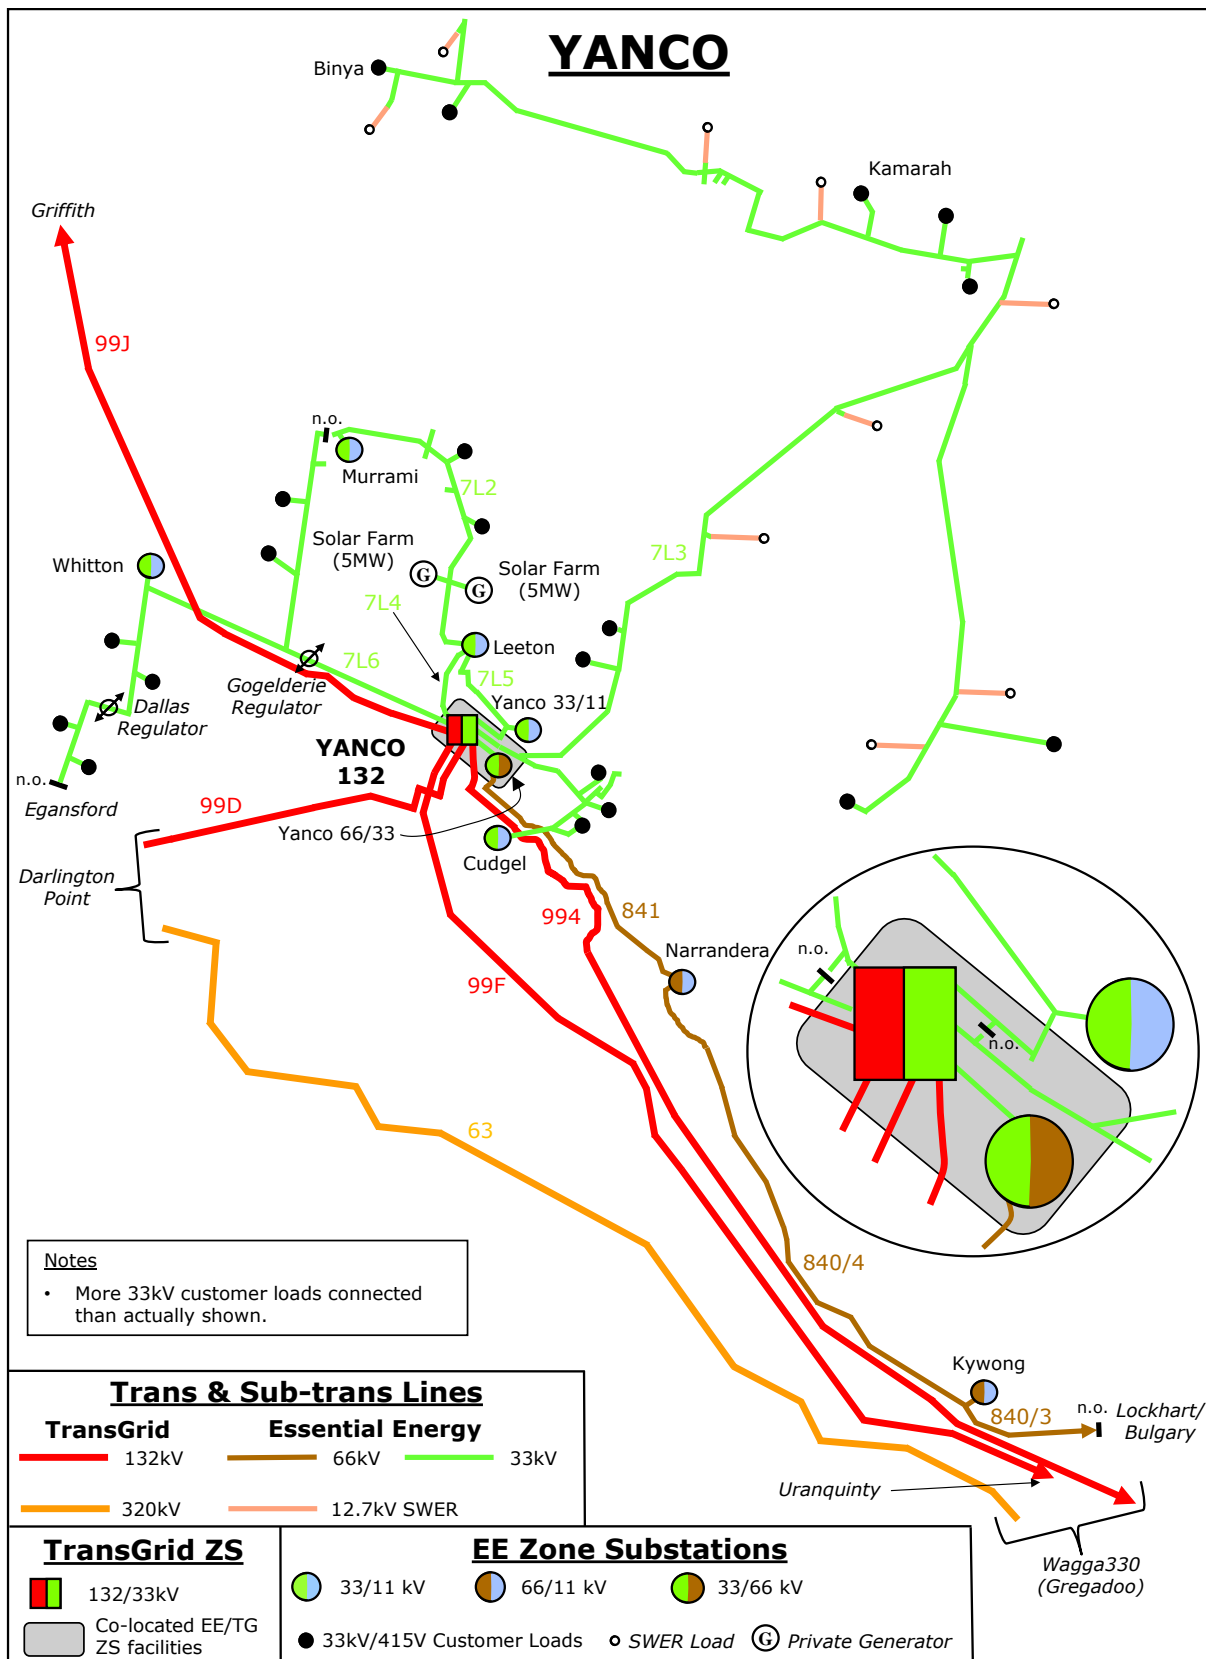 YANCO
Binya
Kamarah
Griffith
99J
n.o.
Murrami
7L2
Solar Farm
(5MW)
G
G
Solar Farm
(5MW)
7L3
Whitton
7L4
Leeton
7L6
7L5
Gogelderie
Regulator
Dallas
Regulator
Yanco 33/11
YANCO
132
n.o.
Egansford
99D
Yanco 66/33
Cudgel
Darlington
Point
994
841
Narrandera
99F
n.o.
n.o.
63
840/4
Notes
• More 33kV customer loads connected
than actually shown.
Kywong
840/3
n.o.
Lockhart/
Bulgary
Uranquinty
Wagga330
(Gregadoo)
Trans & Sub-trans Lines
TransGrid
Essential Energy
132kV
66kV
33kV
320kV
12.7kV SWER
TransGrid ZS
132/33kV
Co-located EE/TG
ZS facilities
EE Zone Substations
33/11 kV
66/11 kV
33/66 kV
33kV/415V Customer Loads
SWER Load
G
Private Generator